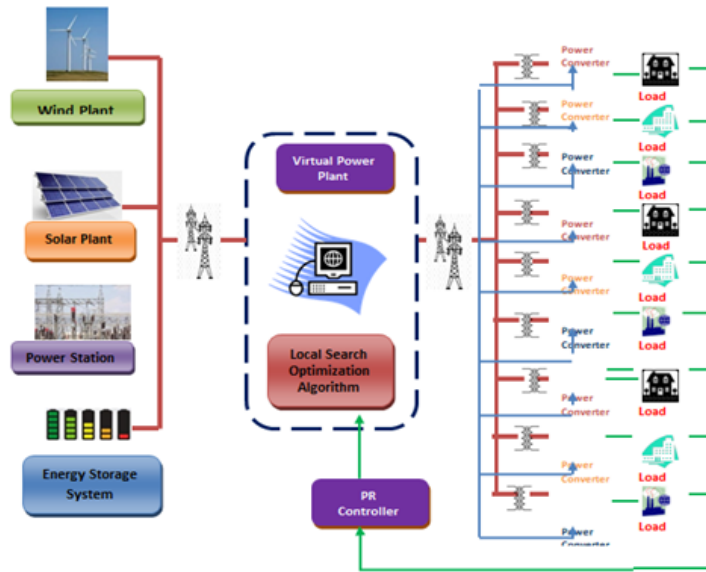 Wind Plant
Solar Plant
Power Station
Energy Storage
System
Virtual Power
Plant
Local Search
Optimization
Algorithm
PR
Controller
Power
Converter
Load
Power
Converter
Load
Power
Converter
Load
Power
Converter
Load
Power
Converter
Load
Power
Converter
Load
Power
Converter
Load
Power
Converter
Load
Power
Converter
Load